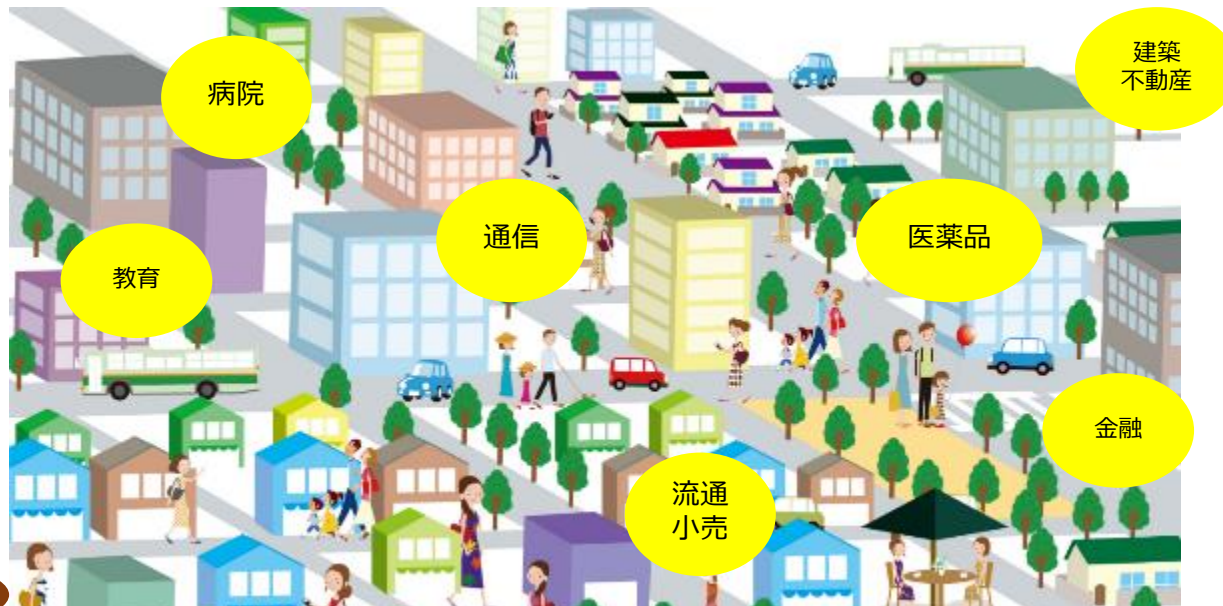 病院
建築
不動産
通信
医薬品
教育
金融
流通
小売